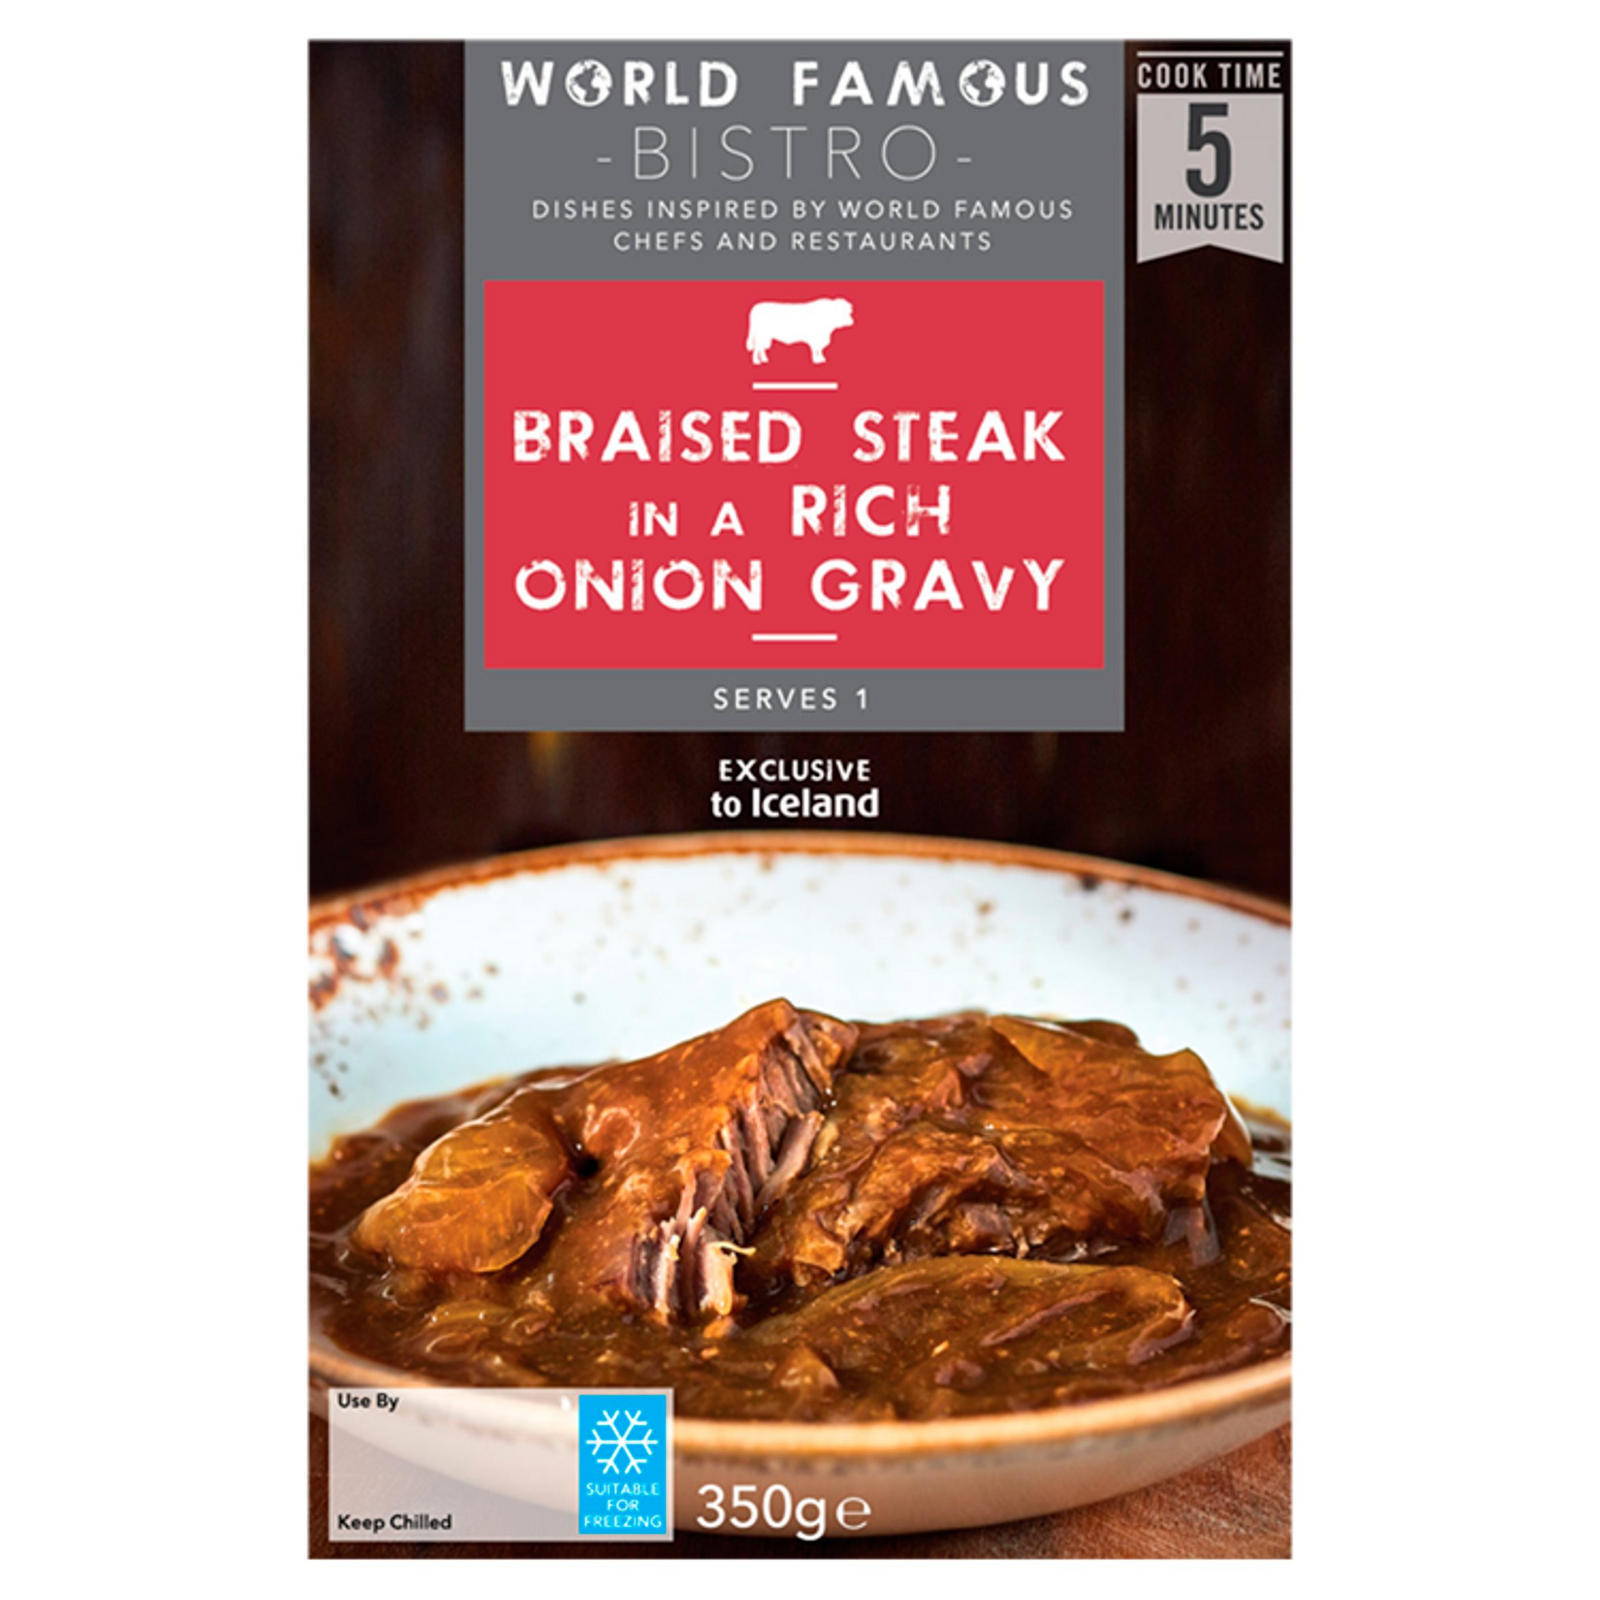 WORLD FAMOUS
-BISTRO-
DISHES INSPIRED BY WORLD FAMOUS
CHEFS AND RESTAURANTS
COOK TIME
5
MINUTES
BRAISED STEAK
IN A RICH
ONION GRAVY
SERVES 1
EXCLUSIVE
to Iceland
Use By
SUITABLE
FOR
FREEZING
Keep Chilled
350g℮